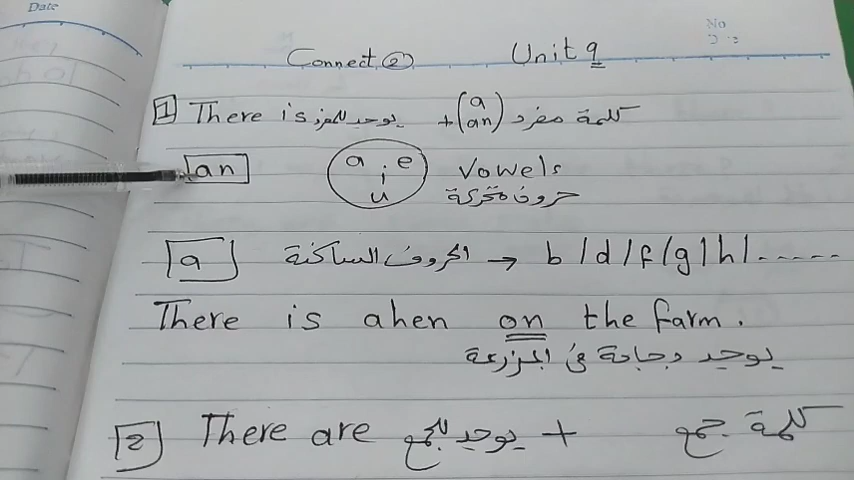 Date
No
Connect ② Unit 9
1 There is يوجد للمفرد + (a an) كلمة مفرد
an a e i u Vowels
حروف متحركة
a الحروف الساكنة → b / d / f / g / h / .....
There is ahen on the farm.
يوجد دجاجة في المزرعة
2 There are يوجد للجمع + كلمة جمع